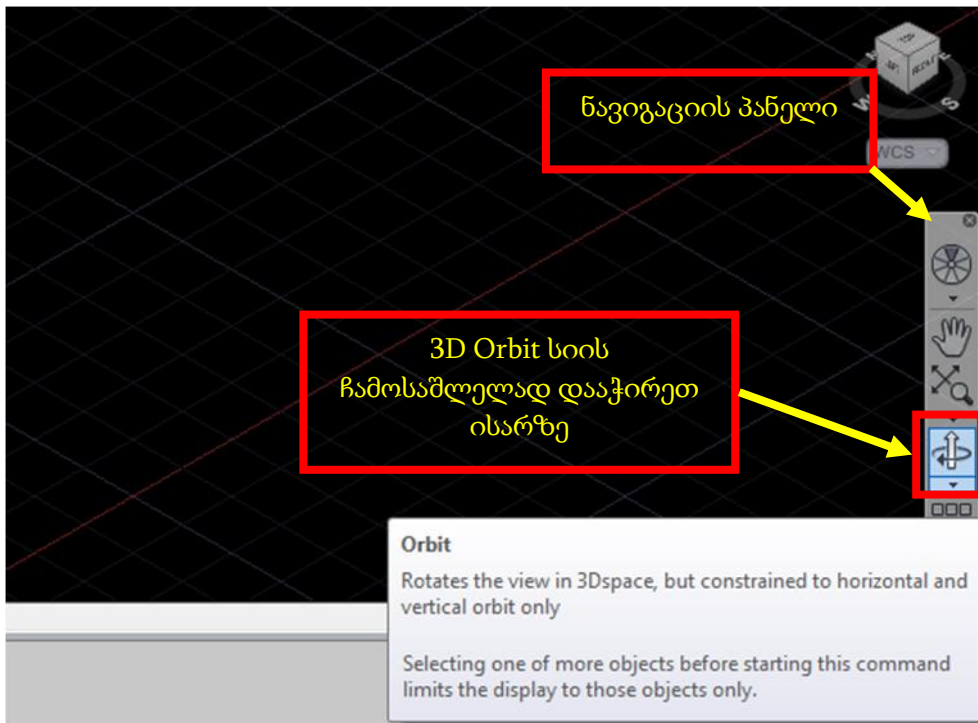 TOP
S
W
ნავიგაციის პანელი
WCS
3D Orbit სიის
ჩამოსაშლელად დააჭირეთ
ისარზე
Orbit
Rotates the view in 3Dspace, but constrained to horizontal and
vertical orbit only
Selecting one of more objects before starting this command
limits the display to those objects only.